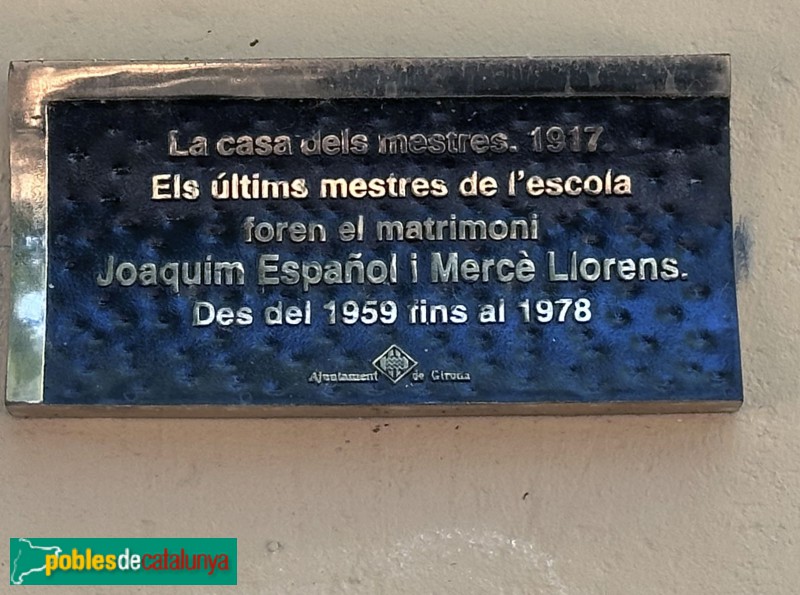 La casa dels mestres. 1917.
Els últims mestres de l'escola
foren el matrimoni
Joaquim Español i Mercè Llorens.
Des del 1959 fins al 1978
Ajuntament de Girona
poblesdecatalunya